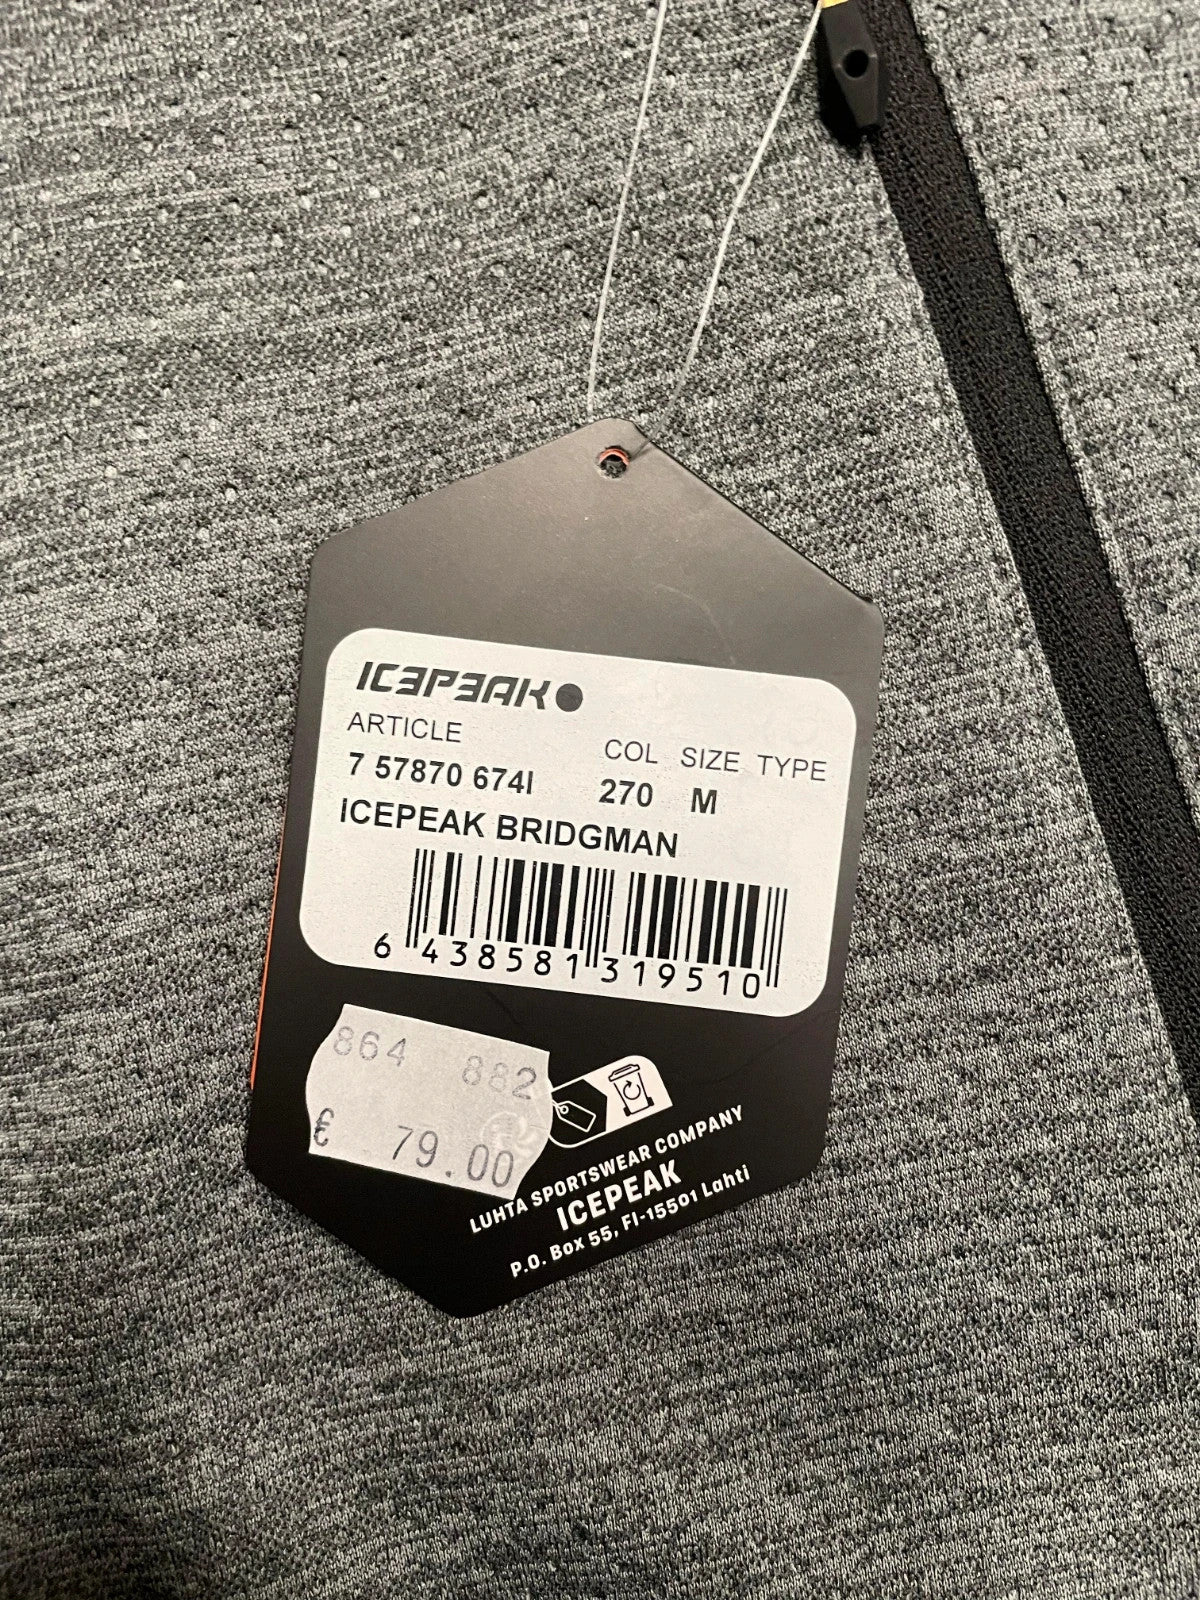 ICEPEAK
ARTICLE COL SIZE TYPE
7 57870 674I 270 M
ICEPEAK BRIDGMAN
6 438581 319510
864 882
€ 79.00
LUHTA SPORTSWEAR COMPANY
ICEPEAK
P.O. Box 55, FI-15501 Lahti